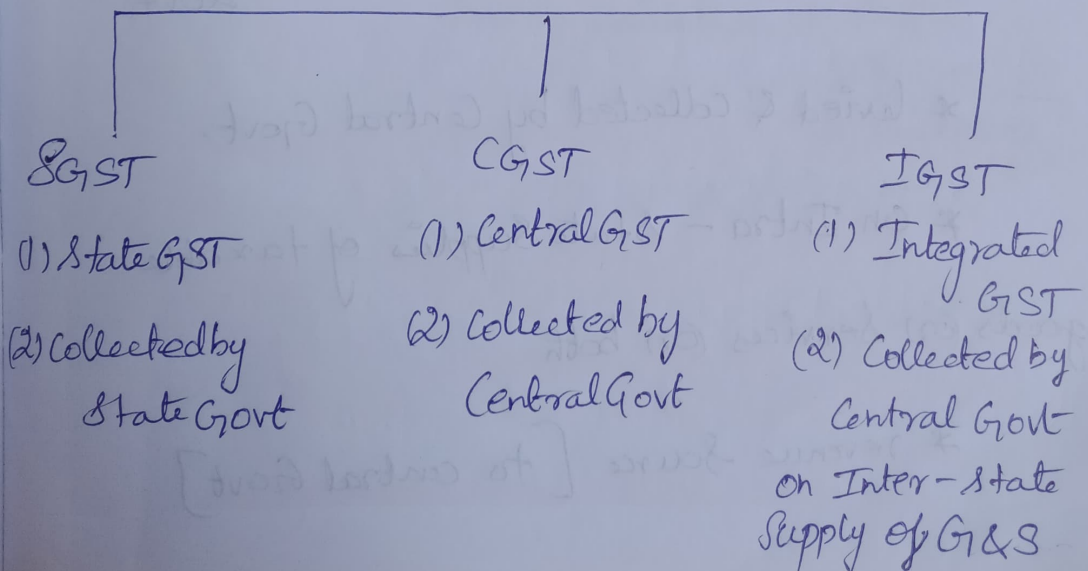 SGST
(1) State GST
(2) Collected by
State Govt
CGST
(1) Central GST
(2) Collected by
Central Govt
IGST
(1) Integrated
GST
(2) Collected by
Central Govt
on Inter-State
Supply of G&S